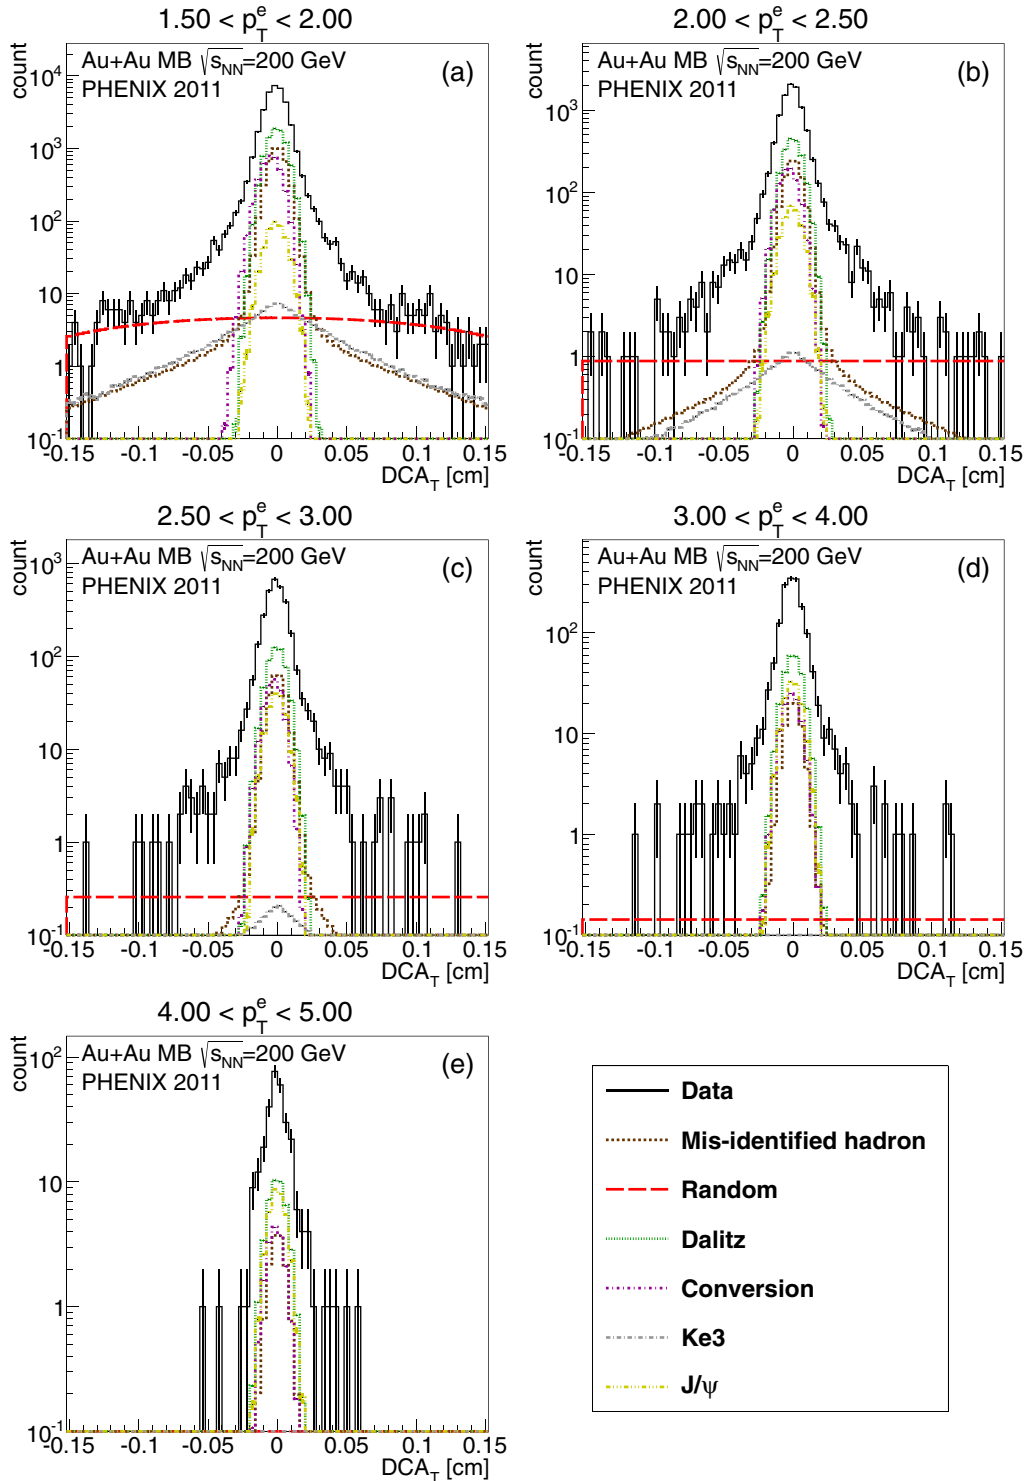 1.50 < p_T^e < 2.00
count
Au+Au MB √s_NN=200 GeV
(a)
PHENIX 2011
10^4
10^3
10^2
10
1
10^-1
-0.15 -0.1 -0.05 0 0.05 0.1 0.15
DCA_T [cm]
2.00 < p_T^e < 2.50
count
Au+Au MB √s_NN=200 GeV
(b)
PHENIX 2011
10^3
10^2
10
1
10^-1
-0.15 -0.1 -0.05 0 0.05 0.1 0.15
DCA_T [cm]
2.50 < p_T^e < 3.00
count
Au+Au MB √s_NN=200 GeV
(c)
PHENIX 2011
10^3
10^2
10
1
10^-1
-0.15 -0.1 -0.05 0 0.05 0.1 0.15
DCA_T [cm]
3.00 < p_T^e < 4.00
count
Au+Au MB √s_NN=200 GeV
(d)
PHENIX 2011
10^2
10
1
10^-1
-0.15 -0.1 -0.05 0 0.05 0.1 0.15
DCA_T [cm]
4.00 < p_T^e < 5.00
count
Au+Au MB √s_NN=200 GeV
(e)
PHENIX 2011
10^2
10
1
10^-1
-0.15 -0.1 -0.05 0 0.05 0.1 0.15
DCA_T [cm]
Data
Mis-identified hadron
Random
Dalitz
Conversion
Ke3
J/ψ